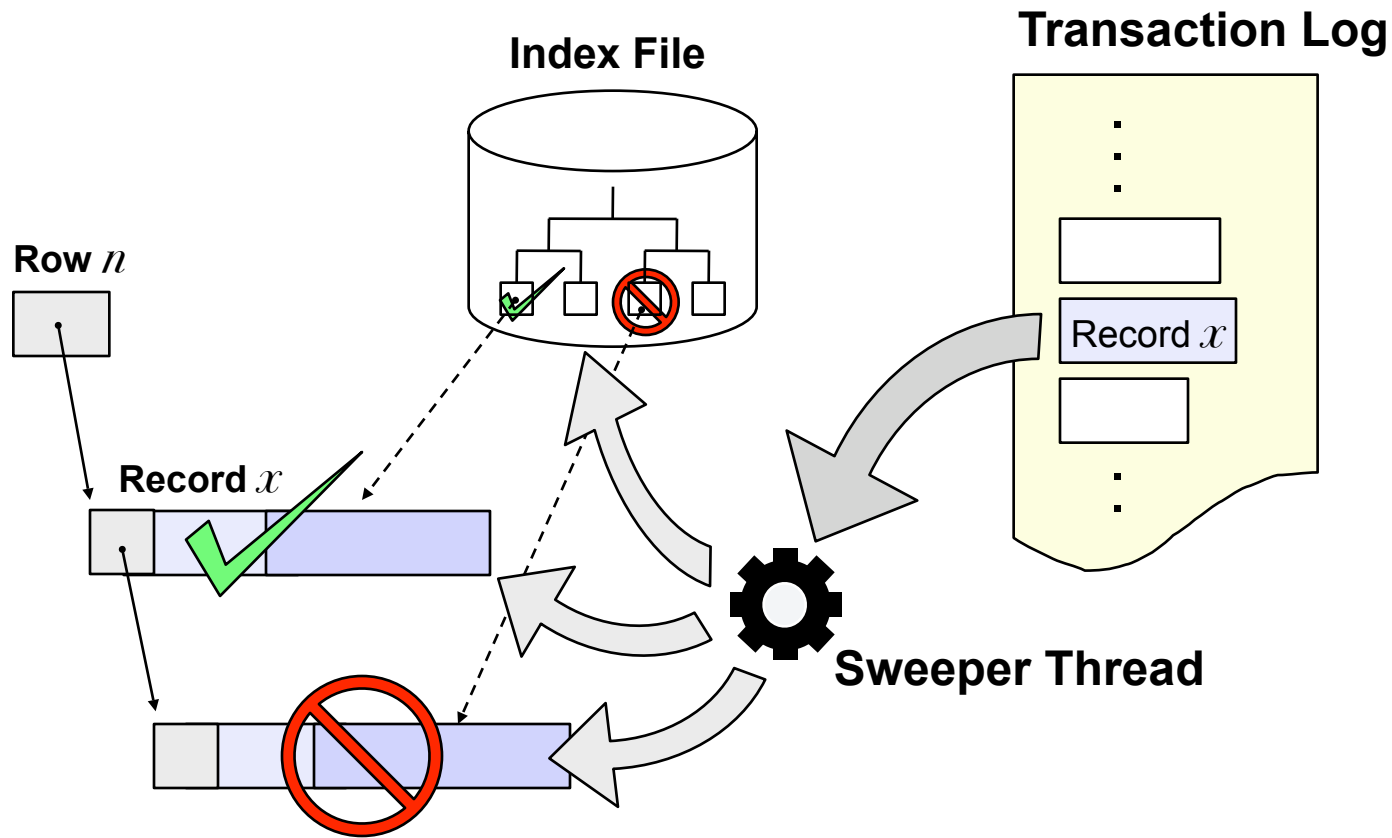 Transaction Log
Index File
Row n
Record x
Record x
Sweeper Thread